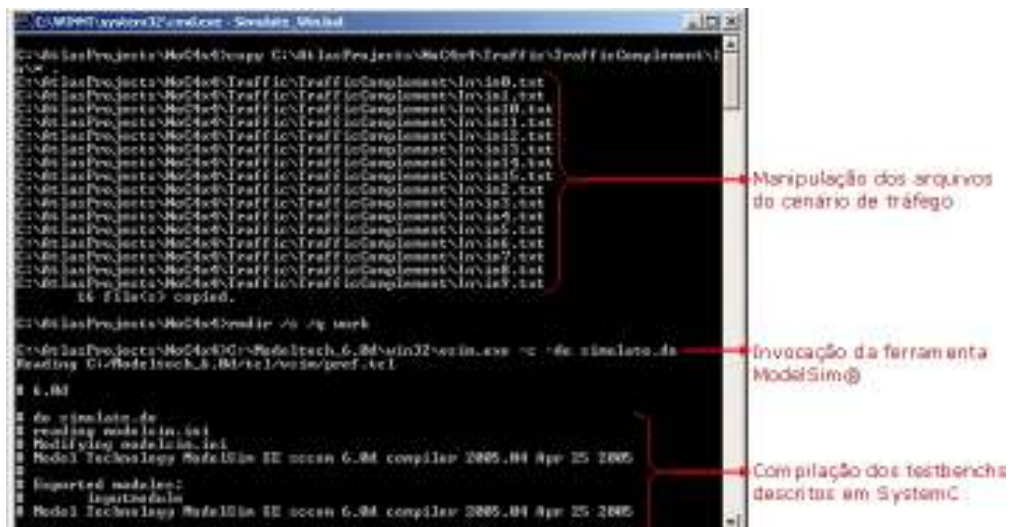 C:\WINNT\system32\cmd.exe - Simulate_Win.bat
C:\AtlasProjects\NoC4x4>copy C:\AtlasProjects\NoC4x4\Traffic\TrafficComplement\I
n\*
C:\AtlasProjects\NoC4x4\Traffic\TrafficComplement\In\in0.txt
C:\AtlasProjects\NoC4x4\Traffic\TrafficComplement\In\in1.txt
C:\AtlasProjects\NoC4x4\Traffic\TrafficComplement\In\in10.txt
C:\AtlasProjects\NoC4x4\Traffic\TrafficComplement\In\in11.txt
C:\AtlasProjects\NoC4x4\Traffic\TrafficComplement\In\in12.txt
C:\AtlasProjects\NoC4x4\Traffic\TrafficComplement\In\in13.txt
C:\AtlasProjects\NoC4x4\Traffic\TrafficComplement\In\in14.txt
C:\AtlasProjects\NoC4x4\Traffic\TrafficComplement\In\in15.txt
C:\AtlasProjects\NoC4x4\Traffic\TrafficComplement\In\in2.txt
C:\AtlasProjects\NoC4x4\Traffic\TrafficComplement\In\in3.txt
C:\AtlasProjects\NoC4x4\Traffic\TrafficComplement\In\in4.txt
C:\AtlasProjects\NoC4x4\Traffic\TrafficComplement\In\in5.txt
C:\AtlasProjects\NoC4x4\Traffic\TrafficComplement\In\in6.txt
C:\AtlasProjects\NoC4x4\Traffic\TrafficComplement\In\in7.txt
C:\AtlasProjects\NoC4x4\Traffic\TrafficComplement\In\in8.txt
C:\AtlasProjects\NoC4x4\Traffic\TrafficComplement\In\in9.txt
16 file(s) copied.
Manipulação dos arquivos
do cenário de tráfego
C:\AtlasProjects\NoC4x4>rmdir /s /q work
C:\AtlasProjects\NoC4x4>C:\Modeltech_6.0d\win32\vsim.exe -c -do simulate.do
Reading C:/Modeltech_6.0d/tcl/vsim/pref.tcl
Invocação da ferramenta
ModelSim®
# 6.0d
# do simulate.do
# reading modelsim.ini
# Modifying modelsim.ini
# Model Technology ModelSim SE sccom 6.0d compiler 2005.04 Apr 25 2005
#
# Exported modules:
# inputmodule
# Model Technology ModelSim SE sccom 6.0d compiler 2005.04 Apr 25 2005
Compilação dos testbenchs
descritos em SystemC